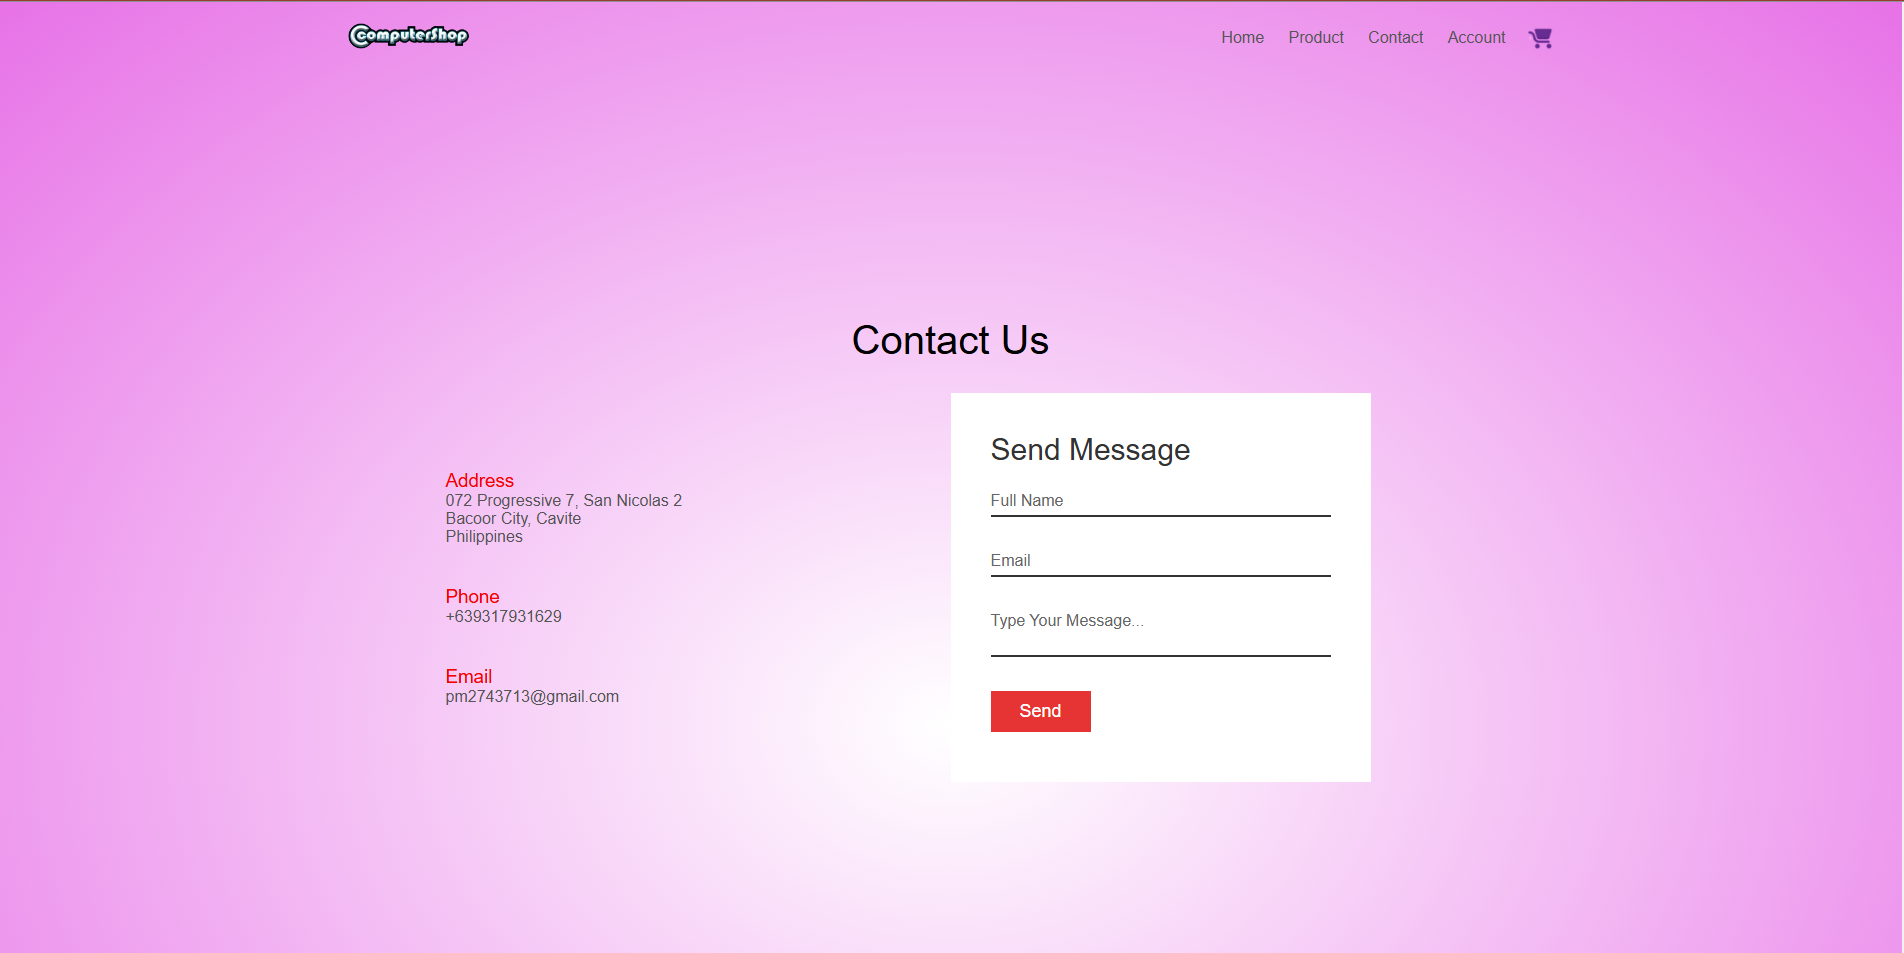 ComputerShop
Home Product Contact Account
Contact Us
Address
072 Progressive 7, San Nicolas 2
Bacoor City, Cavite
Philippines
Phone
+639317931629
Email
pm2743713@gmail.com
Send Message
Full Name
Email
Type Your Message...
Send